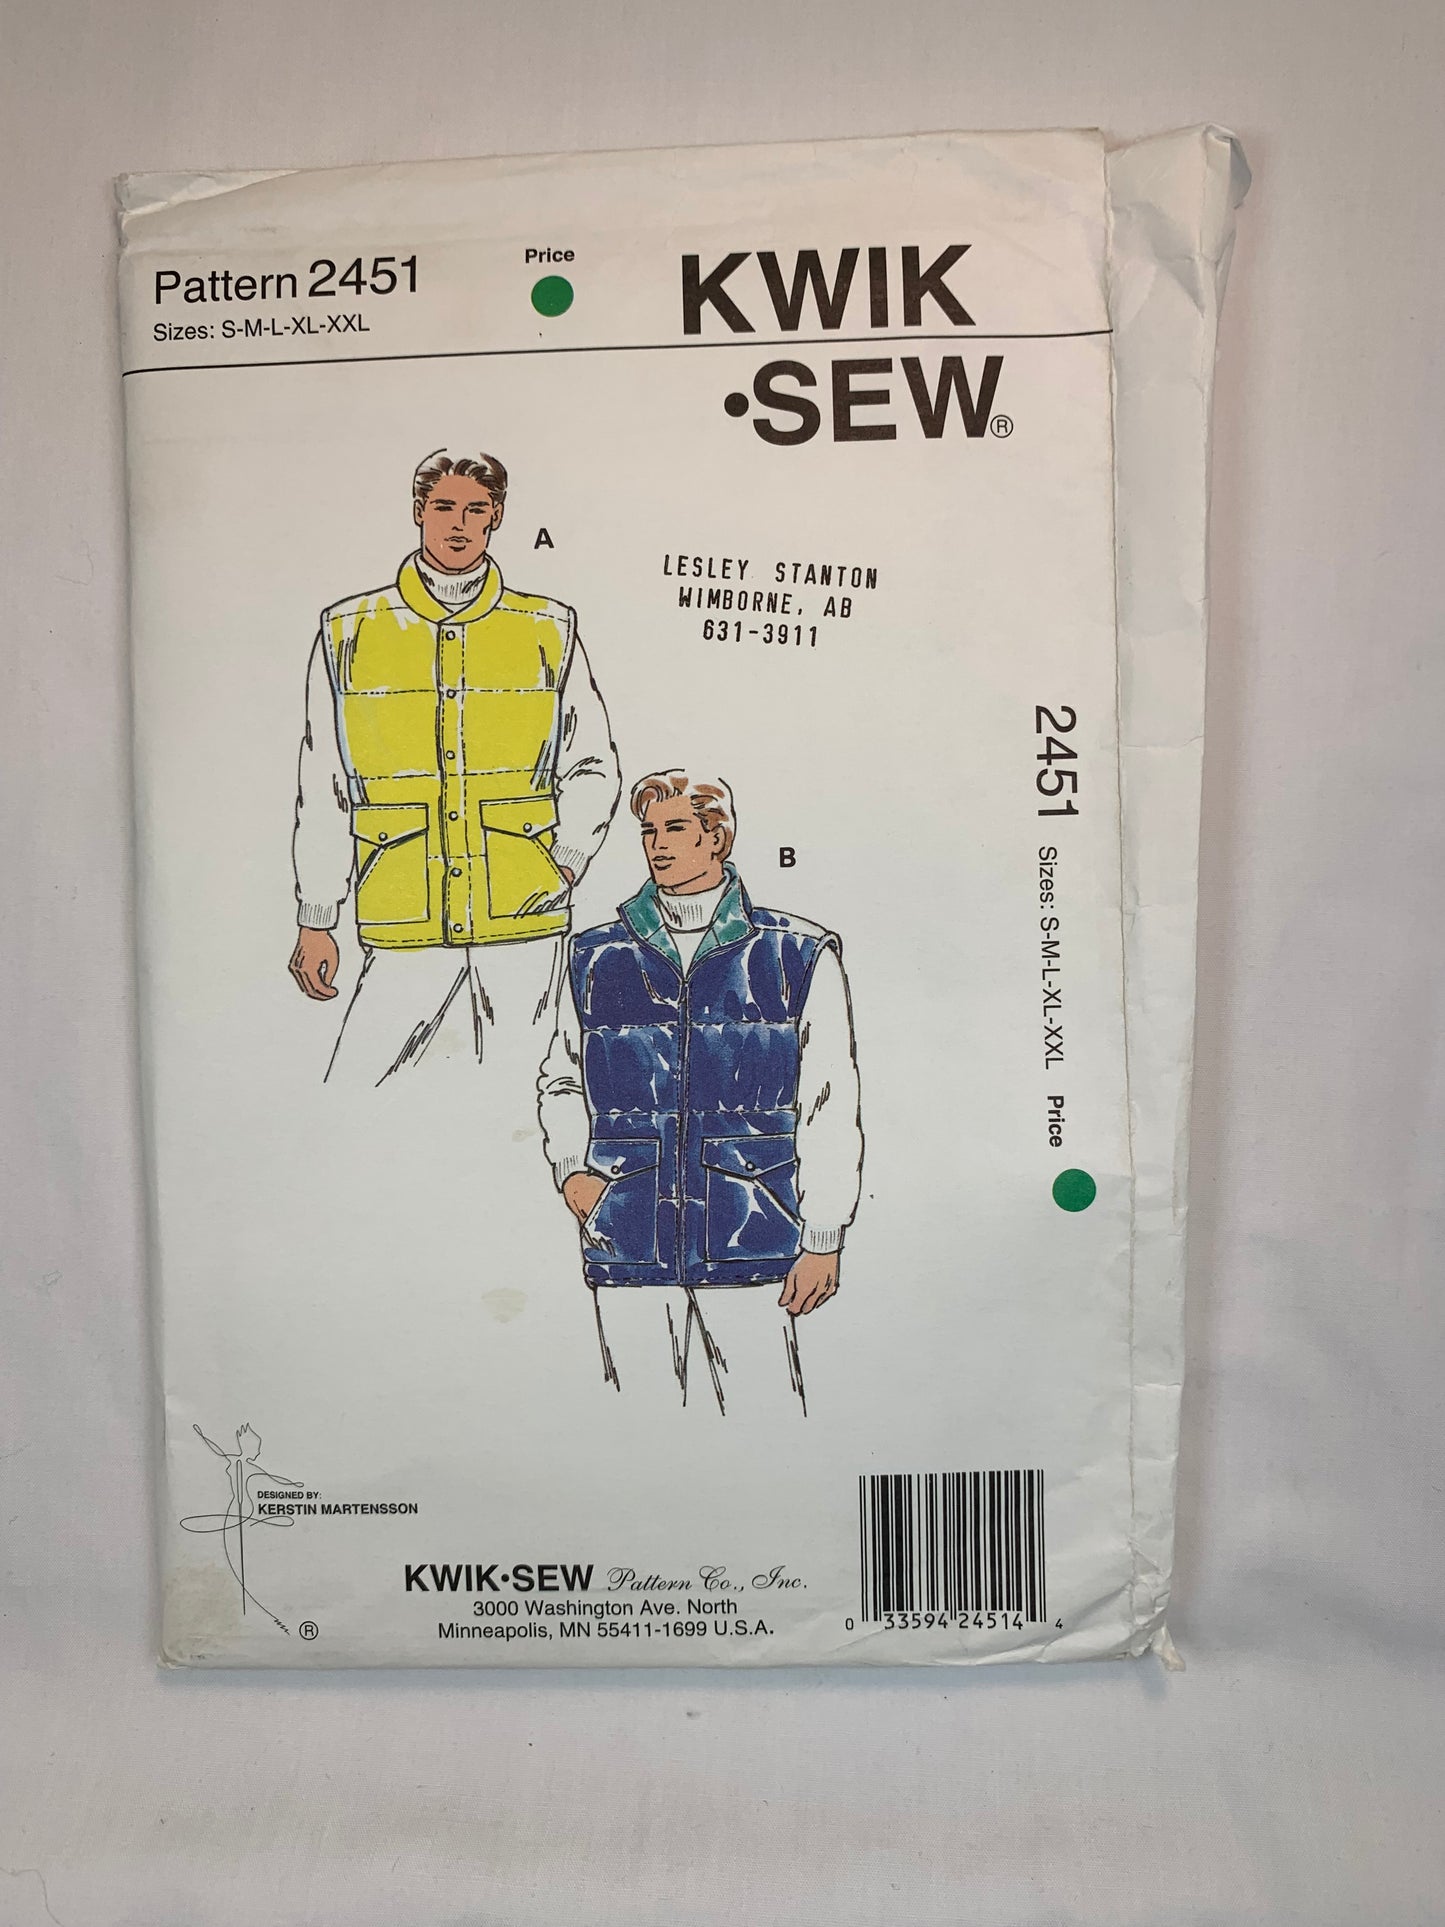 Pattern 2451
Sizes: S-M-L-XL-XXL
Price
KWIK
•SEW®
A
LESLEY STANTON
WIMBORNE, AB
631-3911
B
2451 Sizes: S-M-L-XL-XXL Price
DESIGNED BY:
KERSTIN MARTENSSON
®
KWIK•SEW Pattern Co., Inc.
3000 Washington Ave. North
Minneapolis, MN 55411-1699 U.S.A.
0 33594 24514 4